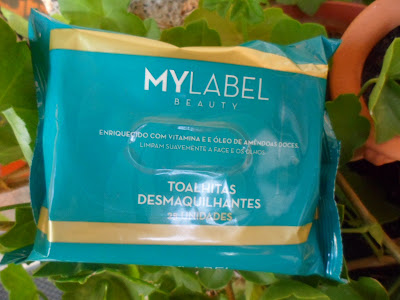 MYLABEL
BEAUTY
ENRIQUECIDO COM VITAMINA E E ÓLEO DE AMÊNDOAS DOCES.
LIMPAM SUAVEMENTE A FACE E OS OLHOS.
TOALHITAS
DESMAQUILHANTES
UNIDADES